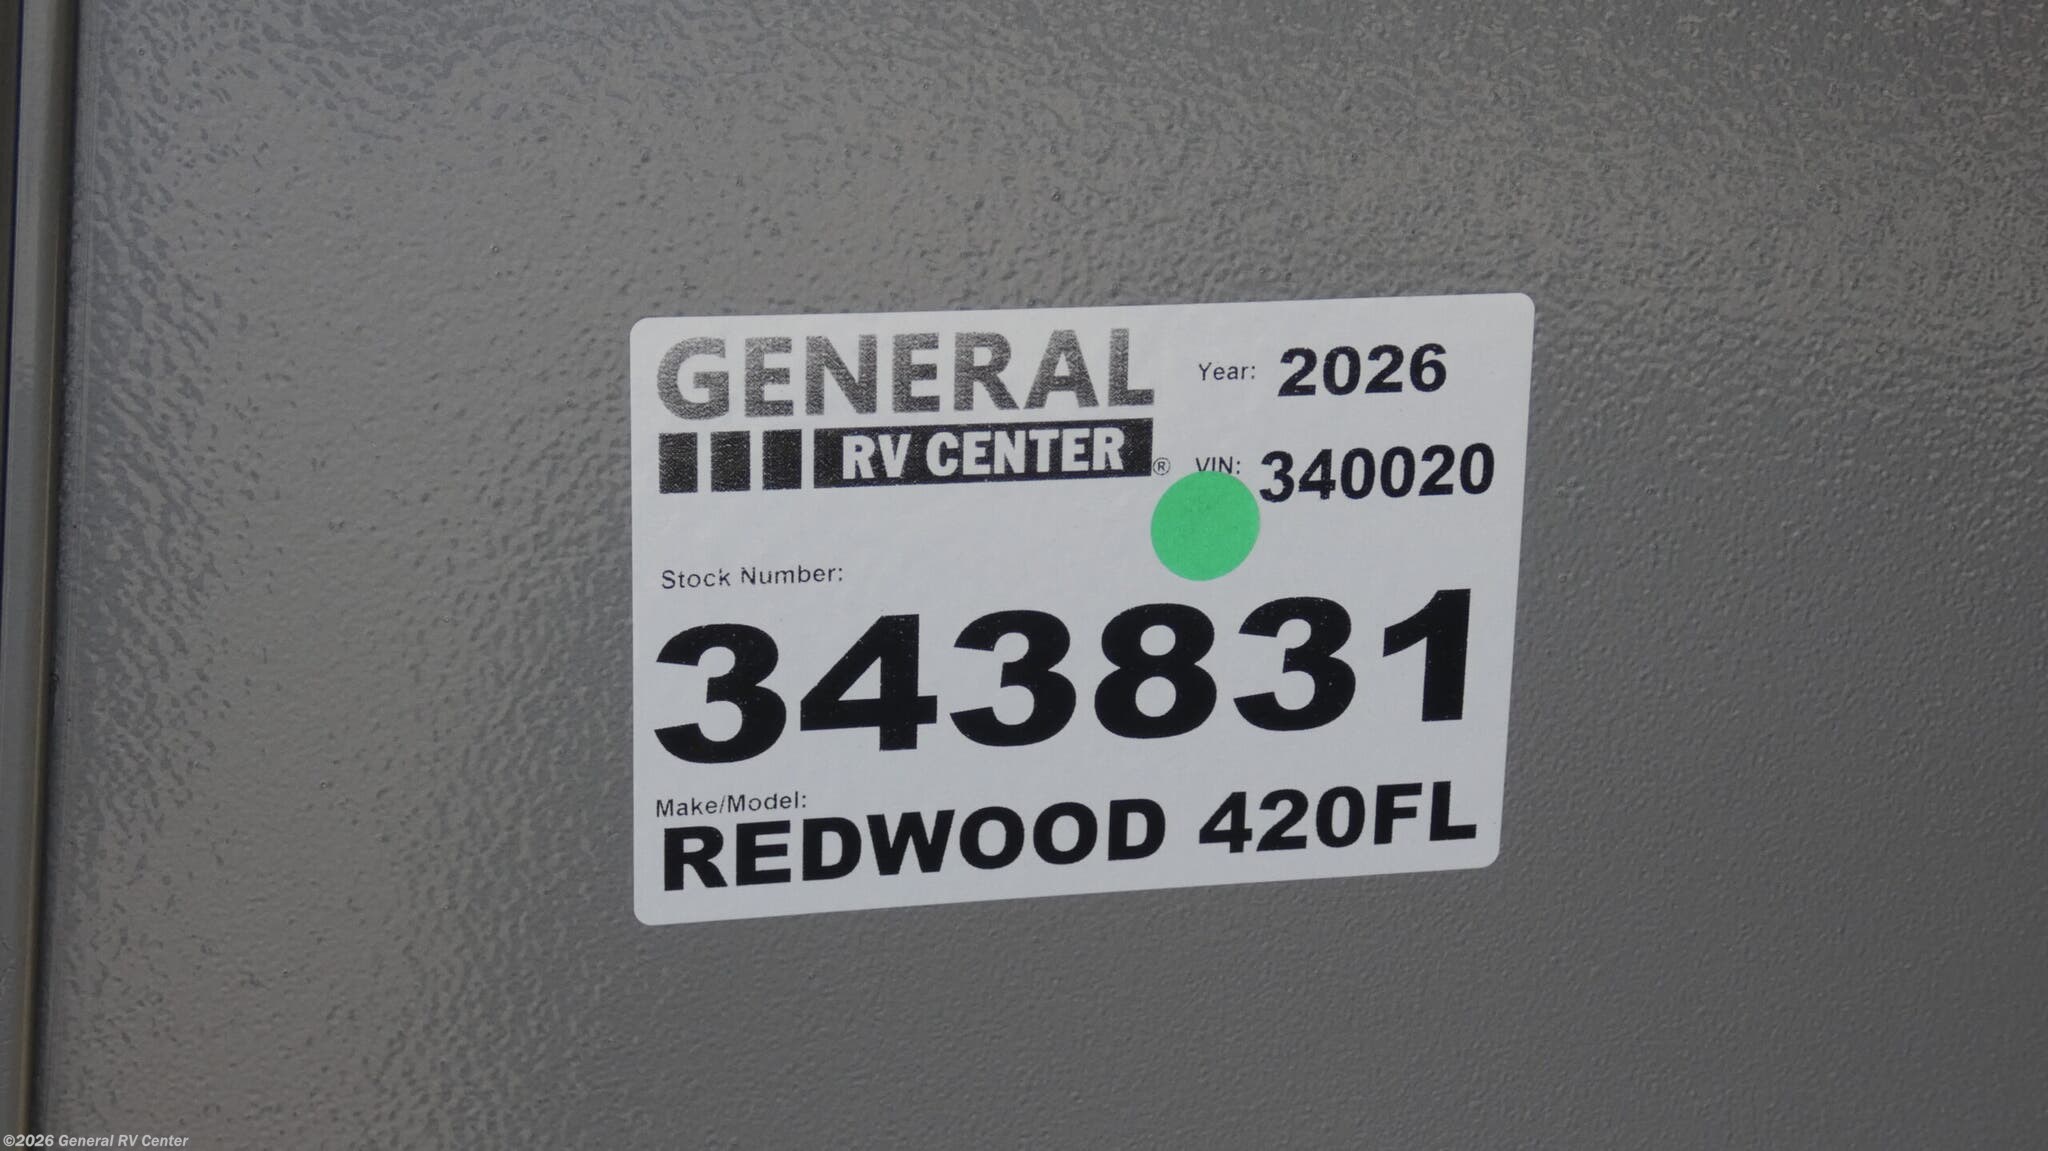 GENERAL
RV CENTER®
Year: 2026
VIN: 340020
Stock Number:
343831
Make/Model:
REDWOOD 420FL
©2026 General RV Center